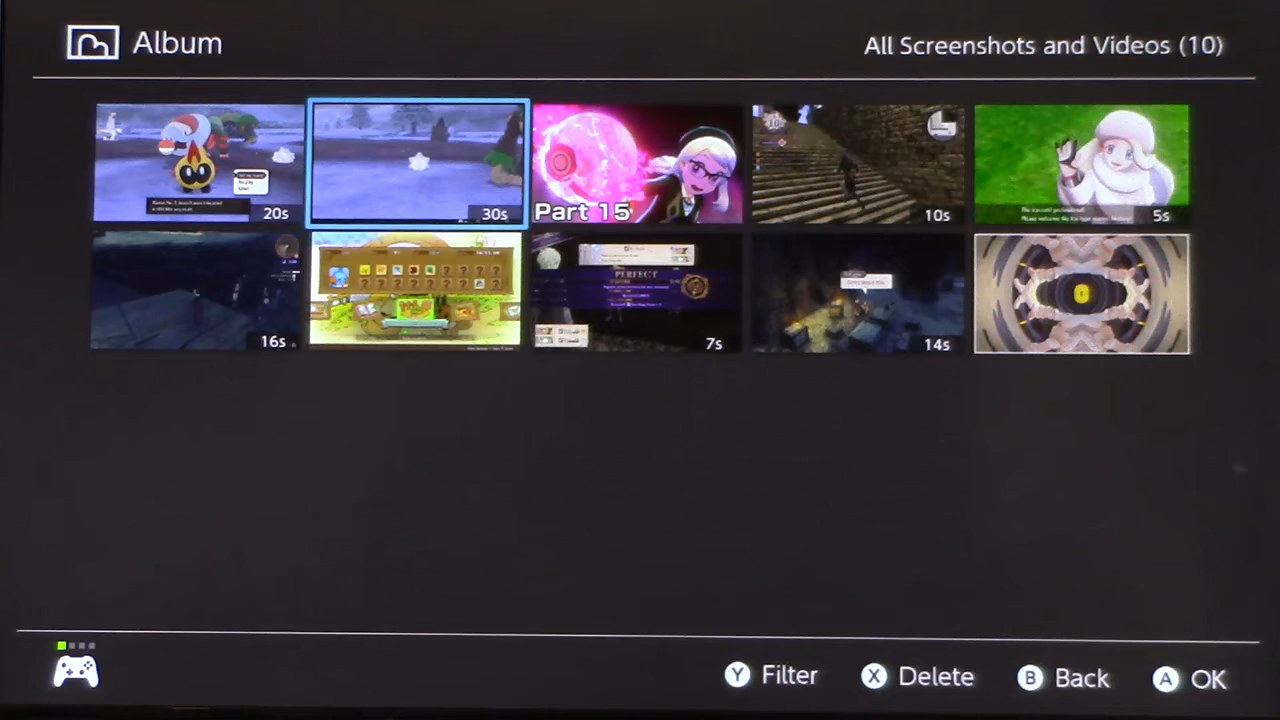 Album
All Screenshots and Videos (10)
20s
30s
Part 15
10s
5s
16s
PERFECT
7s
14s
Y Filter
X Delete
B Back
A OK